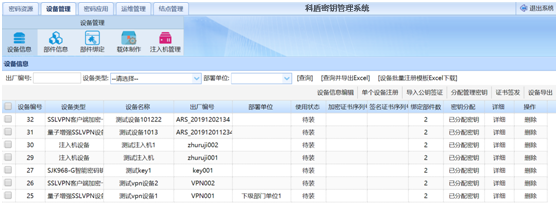 密码资源 设备管理 密码应用 运维管理 结点管理 科盾密钥管理系统 退出系统
设备管理
设备信息 部件信息 部件绑定 载体制作 注入机管理
设备信息
出厂编号: 设备类型: --请选择-- 部署单位: [查询] [查询并导出Excel] [设备批量注册模板Excel下载]
设备信息编辑 单个设备注册 导入公钥签证 分配管理密钥 证书签发 设备导出
设备编号 设备类型 设备名称 出厂编号 部署单位 使用状态 加密证书序列号 签名证书序列号 绑定部件数 密钥分配 详细 操作
32 SSLVPN客户端加密 测试设备101222 ARS_20191202134 待装 2 已分配密钥 详细 删除
31 量子增强SSLVPN设备 测试设备1013 ARS_2019120113 待装 2 已分配密钥 详细 删除
30 注入机设备 测试注入机1 zhuruji002 待装 2 已分配密钥 详细 删除
29 注入机设备 测试注入机 zhuruji001 待装 2 已分配密钥 详细 删除
27 SJK968-G智能密码钥 测试key1 key001 待装 2 已分配密钥 详细 删除
26 SSLVPN客户端加密 测试vpn设备2 VPN002 待装 2 已分配密钥 详细 删除
25 量子增强SSLVPN设备 测试vpn设备1 VPN001 下级部门单位1 待装 2 已分配密钥 详细 删除